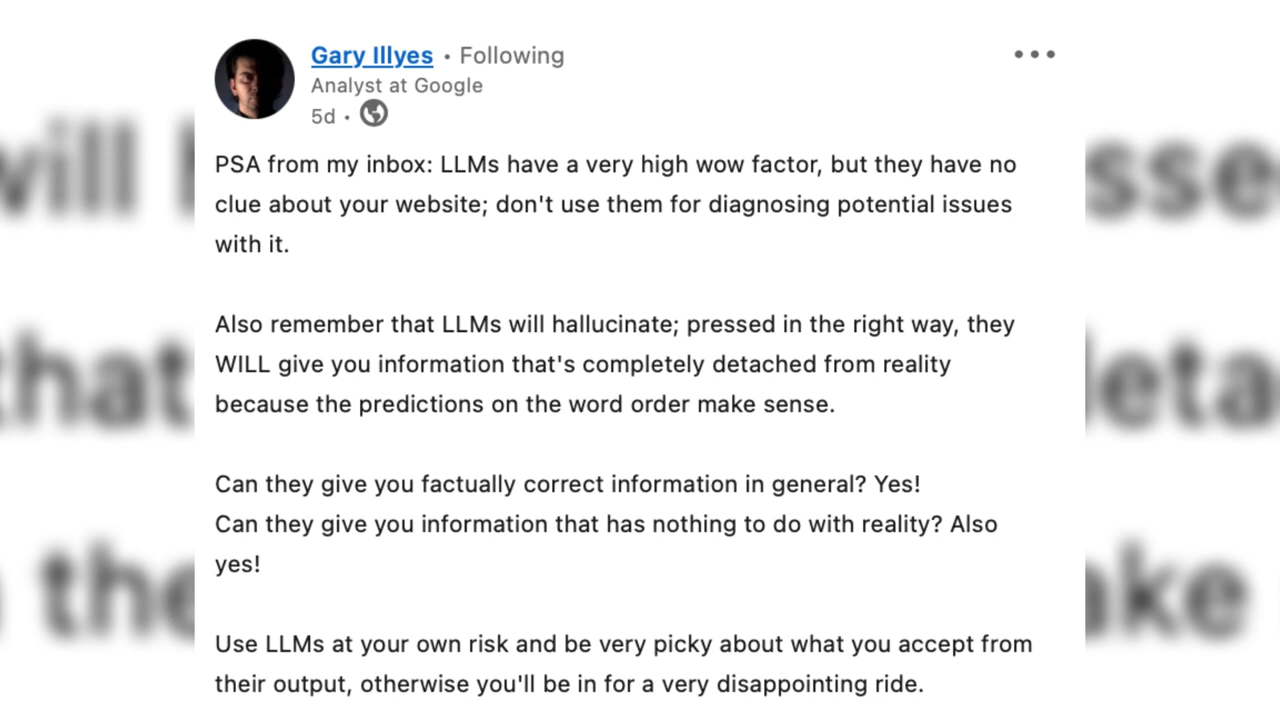 Gary Illyes • Following
Analyst at Google
5d •
PSA from my inbox: LLMs have a very high wow factor, but they have no
clue about your website; don't use them for diagnosing potential issues
with it.
Also remember that LLMs will hallucinate; pressed in the right way, they
WILL give you information that's completely detached from reality
because the predictions on the word order make sense.
Can they give you factually correct information in general? Yes!
Can they give you information that has nothing to do with reality? Also
yes!
Use LLMs at your own risk and be very picky about what you accept from
their output, otherwise you'll be in for a very disappointing ride.